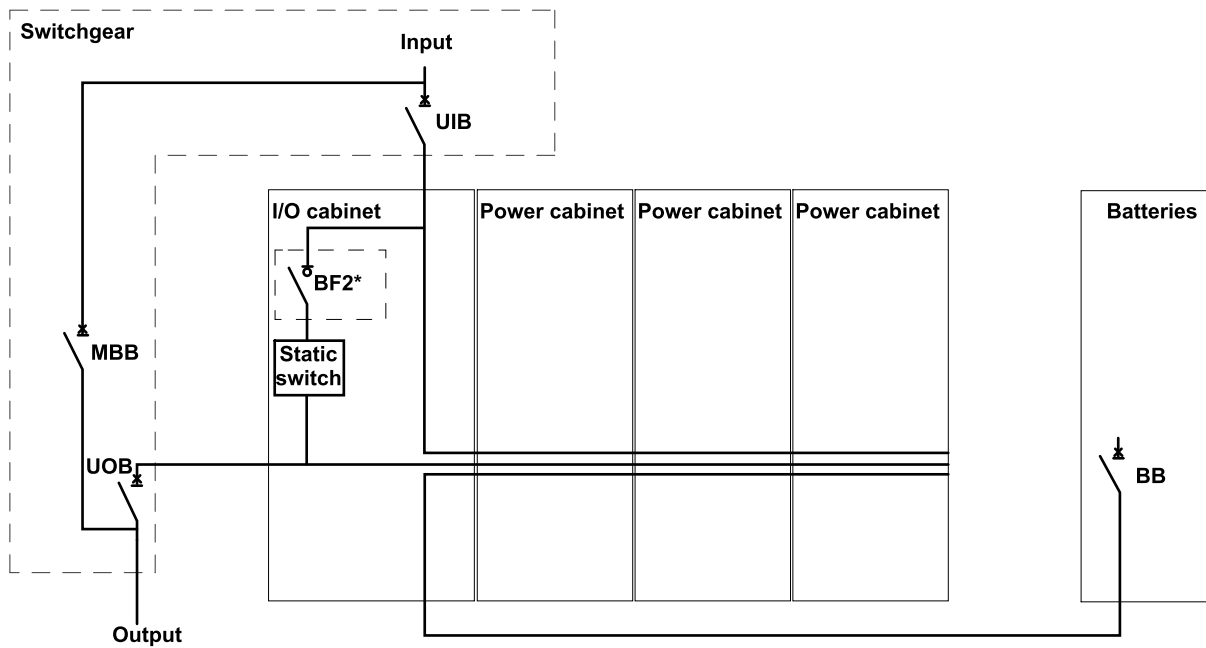 Switchgear
Input
UIB
I/O cabinet
Power cabinet
Power cabinet
Power cabinet
Batteries
BF2*
MBB
Static
switch
UOB
BB
Output